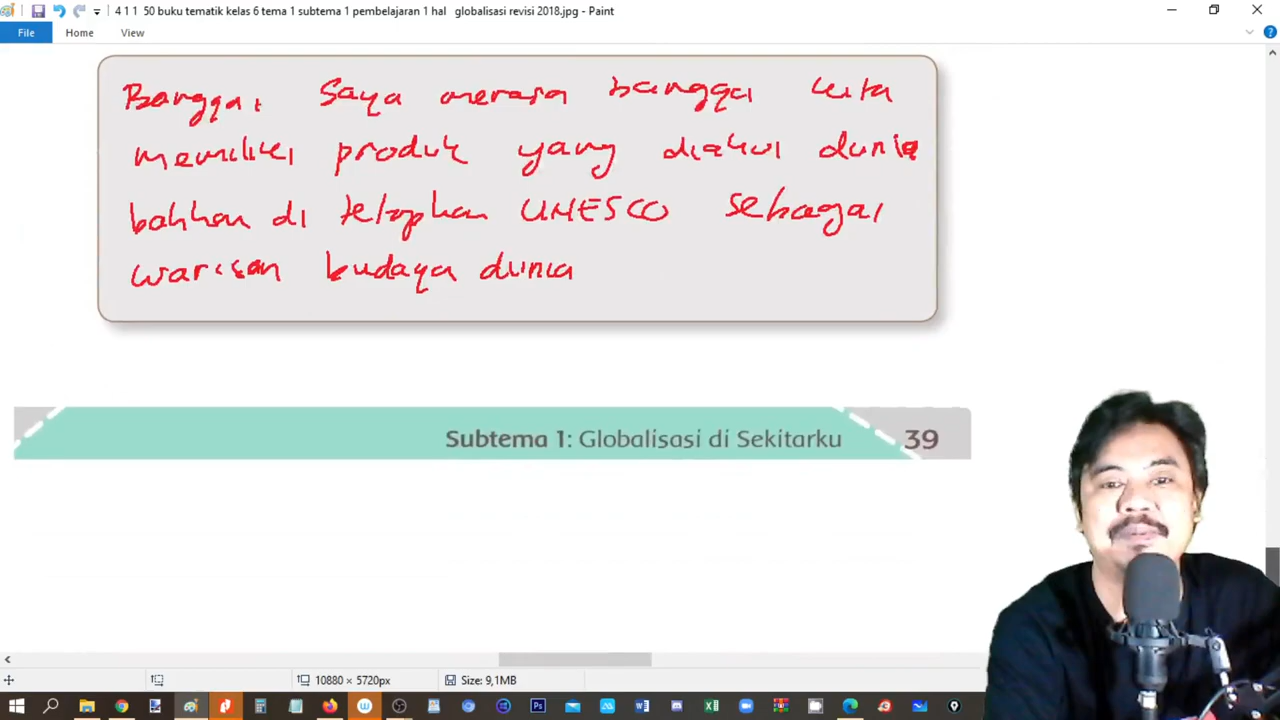 4 1 1  50 buku tematik kelas 6 tema 1 subtema 1 pembelajaran 1 hal  globalisasi revisi 2018.jpg - Paint
File Home View
Bangga, Saya merasa bangga kita
memiliki produk yang diakui dunia
bahkan di tetapkan UNESCO sebagai
warisan budaya dunia
Subtema 1: Globalisasi di Sekitarku 39
10880 × 5720px Size: 9,1MB